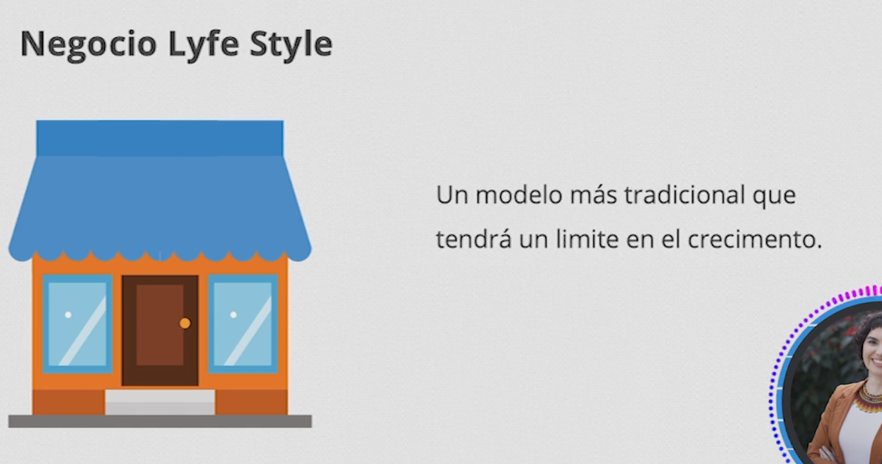 Negocio Lyfe Style
Un modelo más tradicional que
tendrá un limite en el crecimento.